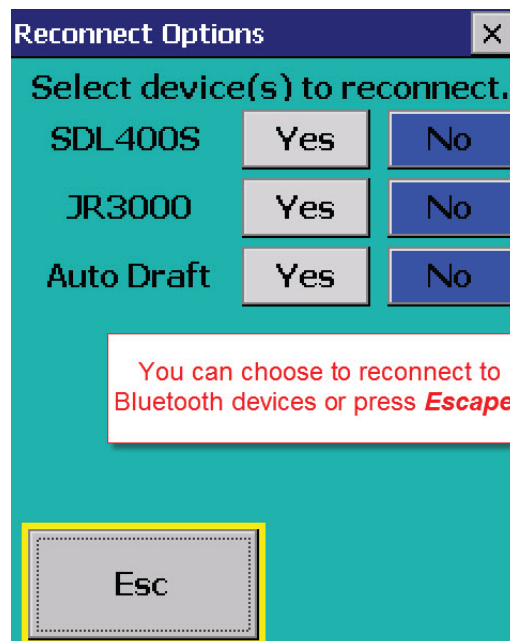 Reconnect Options
Select device(s) to reconnect.
SDL400S Yes No
JR3000 Yes No
Auto Draft Yes No
You can choose to reconnect to
Bluetooth devices or press Escape
Esc